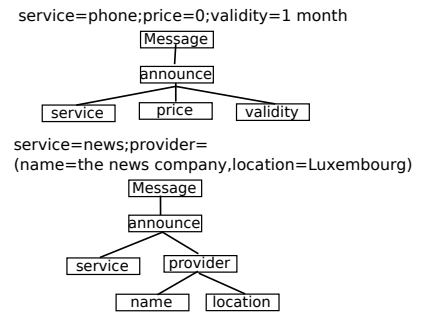 service=phone;price=0;validity=1 month
Message
announce
service price validity
service=news;provider=
(name=the news company,location=Luxembourg)
Message
announce
service provider
name location